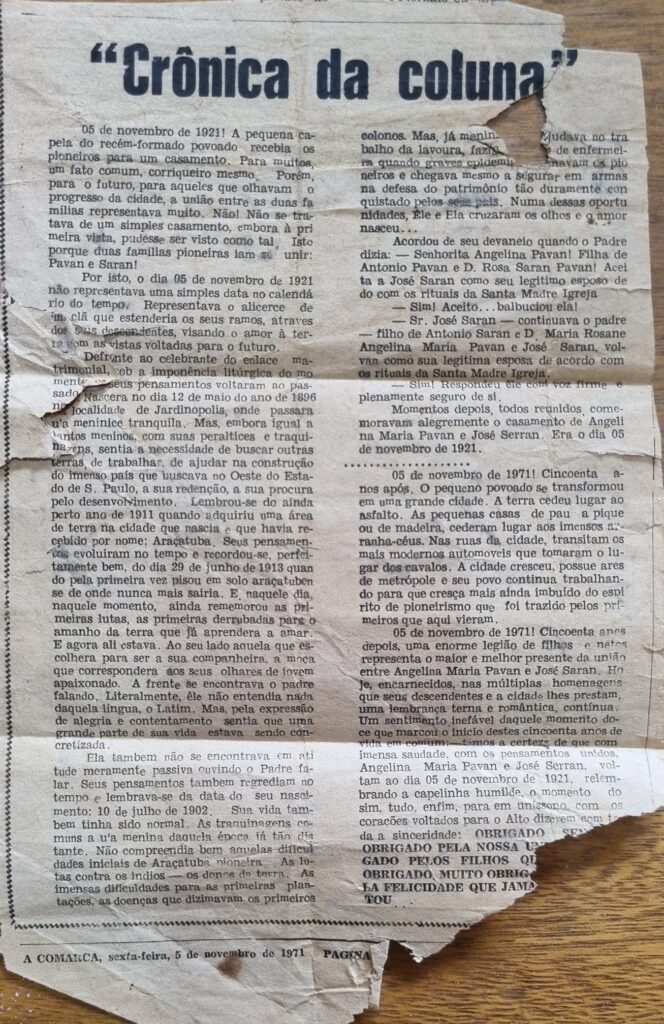 “Crônica da coluna”
05 de novembro de 1921! A pequena ca-
pela do recém-formado povoado recebia os
pioneiros para um casamento. Para muitos,
um fato comum, corriqueiro mesmo. Porém,
para o futuro, para aqueles que olhavam o
progresso da cidade, a união entre as duas fa
mílias representava muito. Não! Não se tra-
tava de um simples casamento, embora à pri
meira vista, pudesse ser visto como tal. Isto
porque duas famílias pioneiras iam se unir:
Pavan e Saran!
Por isto, o dia 05 de novembro de 1921
não representava uma simples data no calendá
rio do tempo. Representava o alicerce de
um clã que estenderia os seus ramos, através
dos seus descendentes, visando o amor à ter-
ra com as vistas voltadas para o futuro.
Defronte ao celebrante do enlace ma-
trimonial, sob a imponência litúrgica do mo
mento os seus pensamentos voltaram ao pas-
sado. Nascera no dia 12 de maio do ano de 1896
na localidade de Jardinopolis, onde passara
u'a meninice tranquila. Mas, embora igual a
tantos meninos, com suas peraltices e traqui-
nagens, sentia a necessidade de buscar outras
terras, de trabalhar, de ajudar na construção
do imenso país que buscava no Oeste do Esta-
do de S. Paulo, a sua redenção, a sua procura
pelo desenvolvimento. Lembrou-se do ainda
perto ano de 1911 quando adquiriu uma área
de terra na cidade que nascia e que havia re-
cebido por nome: Araçatuba. Seus pensamen-
tos evoluiram no tempo e recordou-se, perfei-
tamente bem, do dia 29 de junho de 1913 quan
do pela primeira vez pisou em solo araçatuben
se de onde nunca mais sairia. E naquele dia,
naquele momento, ainda rememorou as pri-
meiras lutas, as primeiras derrubadas para o
amanho da terra que já aprendera a amar.
E agora ali estava. Ao seu lado aquela que es-
colhera para ser a sua companheira, a moça
que correspondera aos seus olhares de jovem
apaixonado. A frente se encontrava o padre
falando. Literalmente, êle não entendia nada
daquela língua, o Latim. Mas, pela expressão
de alegria e contentamento sentia que uma
grande parte de sua vida estava sendo con-
cretizada.
Ela tambem não se encontrava em ati
tude meramente passiva ouvindo o Padre fa-
lar. Seus pensamentos também regrediam no
tempo e lembrava-se da data do seu nasci-
mento: 10 de julho de 1902. Sua vida tam-
bem tinha sido normal. As traquinagens co-
muns a u'a menina daquela época já tão dis
tante. Não compreendia bem aquelas dificul
dades iniciais de Araçatuba pioneira. As lu-
tas contra os índios — os donos da terra. As
imensas dificuldades para as primeiras plan-
tações, as doenças que dizimavam os primeiros
colonos. Mas, já menin judava no tra
balho da lavoura, fazia de enfermei-
ra quando graves epidemi navam os pio
neiros e chegava mesmo a segurar em armas
na defesa do patrimônio tão duramente con
quistado pelos seus pais. Numa dessas oportu
nidades, Êle e Ela cruzaram os olhos e o amor
nasceu...
Acordou de seu devaneio quando o Padre
dizia: — Senhorita Angelina Pavan! Filha de
Antonio Pavan e D. Rosa Saran Pavan! Acei
ta a José Saran como seu legitimo esposo de
do com os rituais da Santa Madre Igreja
— Sim! Aceito...balbuciou ela!
— Sr. José Saran — continuava o padre
— filho de Antonio Saran e D. Maria Rosane
Angelina Maria Pavan e José Saran, vol-
van como sua legitima esposa de acordo com
os rituais da Santa Madre Igreja.
— Sim! Respondeu êle com voz firme e
plenamente seguro de si.
Momentos depois, todos reunidos, come-
moravam alegremente o casamento de Angeli
na Maria Pavan e José Serran. Era o dia 05
de novembro de 1921.
05 de novembro de 1971! Cincoenta a-
nos após. O pequeno povoado se transformou
em uma grande cidade. A terra cedeu lugar ao
asfalto. As pequenas casas de pau a pique
ou de madeira, cederam lugar aos imensos ar-
ranha-céus. Nas ruas da cidade, transitam os
mais modernos automoveis que tomaram o lu-
gar dos cavalos. A cidade cresceu, possue ares
de metrópole e seu povo continua trabalhan-
do para que cresça mais ainda imbuído do espí
rito de pioneirismo que foi trazido pelos pri-
meiros que aqui vieram.
05 de novembro de 1971! Cincoenta anos
depois, uma enorme legião de filhos e netos
representa o maior e melhor presente da união
entre Angelina Maria Pavan e José Saran. Ho
je, encarnecidos, nas múltiplas homenagens
que seus descendentes e a cidade lhes prestam,
uma lembrança terna e romântica, continua.
Um sentimento inefável daquele momento do-
ce que marcou o inicio destes cincoenta anos de
vida em comum; temos a certeza de que com
imensa saudade, com os pensamentos unidos,
Angelina Maria Pavan e José Serran, vol-
tam ao dia 05 de novembro de 1921, relem-
brando a capelinha humilde, o momento do
sim, tudo, enfim, para em unissono, com os
corações voltados para o Alto dizerem com to
da a sinceridade: OBRIGADO SEN
OBRIGADO PELA NOSSA U
GADO PELOS FILHOS QU
OBRIGADO, MUITO OBRIG
LA FELICIDADE QUE JAMA
TOU
A COMARCA, sexta-feira, 5 de novembro de 1971 PAGINA